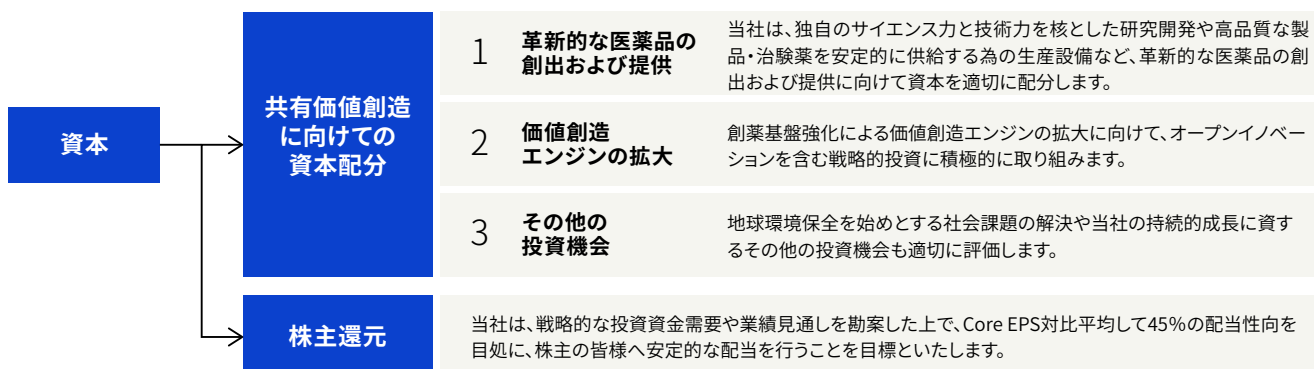 資本
共有価値創造
に向けての
資本配分
1
革新的な医薬品の
創出および提供
当社は、独自のサイエンス力と技術力を核とした研究開発や高品質な製
品・治験薬を安定的に供給する為の生産設備など、革新的な医薬品の創
出および提供に向けて資本を適切に配分します。
2
価値創造
エンジンの拡大
創薬基盤強化による価値創造エンジンの拡大に向けて、オープンイノベー
ションを含む戦略的投資に積極的に取り組みます。
3
その他の
投資機会
地球環境保全を始めとする社会課題の解決や当社の持続的成長に資す
るその他の投資機会も適切に評価します。
株主還元
当社は、戦略的な投資資金需要や業績見通しを勘案した上で、Core EPS対比平均して45%の配当性向を
目処に、株主の皆様へ安定的な配当を行うことを目標といたします。